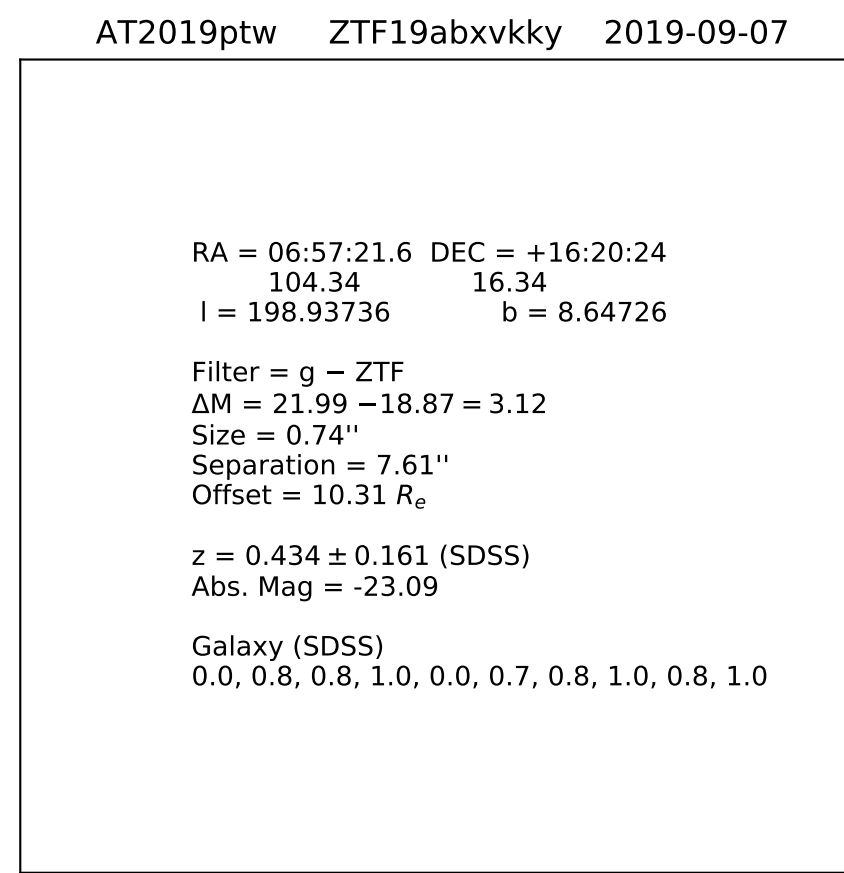 AT2019ptw ZTF19abxvkky 2019-09-07
RA = 06:57:21.6 DEC = +16:20:24
104.34 16.34
l = 198.93736 b = 8.64726
Filter = g − ZTF
ΔM = 21.99 −18.87 = 3.12
Size = 0.74''
Separation = 7.61''
Offset = 10.31 Rₑ
z = 0.434 ± 0.161 (SDSS)
Abs. Mag = -23.09
Galaxy (SDSS)
0.0, 0.8, 0.8, 1.0, 0.0, 0.7, 0.8, 1.0, 0.8, 1.0